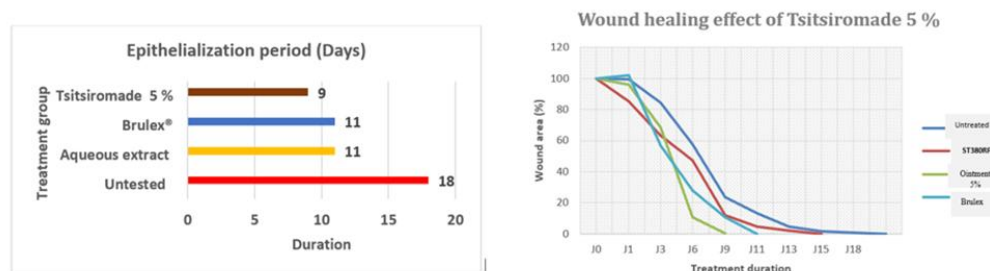 Epithelialization period (Days)
Treatment group
Tsitsiromade 5 %
9
Brulex®
11
Aqueous extract
11
Untested
18
0 5 10 15 20
Duration
Wound healing effect of Tsitsiromade 5 %
Wound area (%)
120
100
80
60
40
20
0
J0 J1 J3 J6 J9 J11 J13 J15 J18
Treatment duration
Untreated
Ointment
5%
Brulex